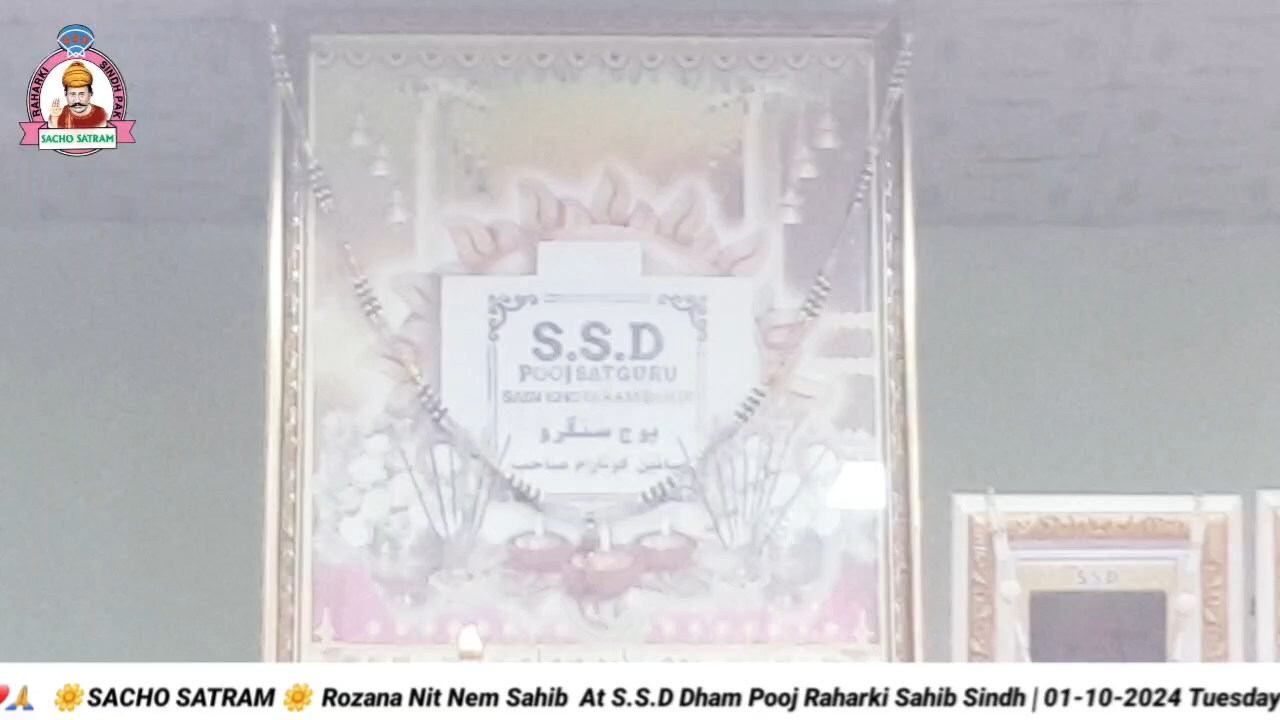 S.S.D
RAHARKI
SINDH PAK
SACHO SATRAM
S.S.D
POOJ SATGURU
پوج ستگرو
صاحب
S.S.D
❤️🙏 🌼 SACHO SATRAM 🌼 Rozana Nit Nem Sahib At S.S.D Dham Pooj Raharki Sahib Sindh | 01-10-2024 Tuesday